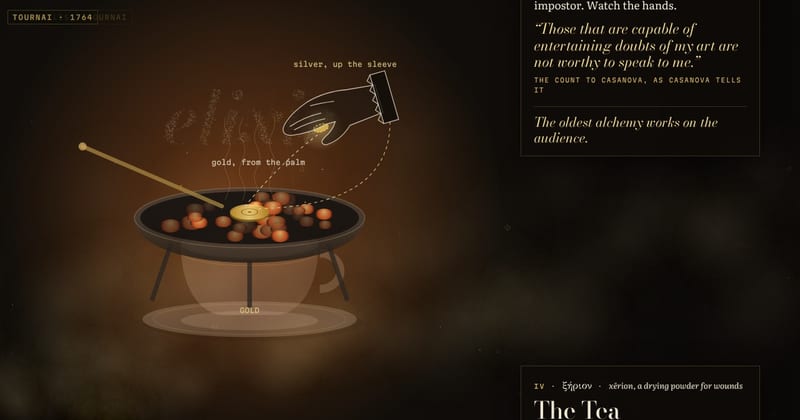 TOURNAI · 1764
silver, up the sleeve
gold, from the palm
GOLD
impostor. Watch the hands.
“Those that are capable of
entertaining doubts of my art are
not worthy to speak to me.”
THE COUNT TO CASANOVA, AS CASANOVA TELLS
IT
The oldest alchemy works on the
audience.
IV · ξήριον · xērion, a drying powder for wounds
The Tea